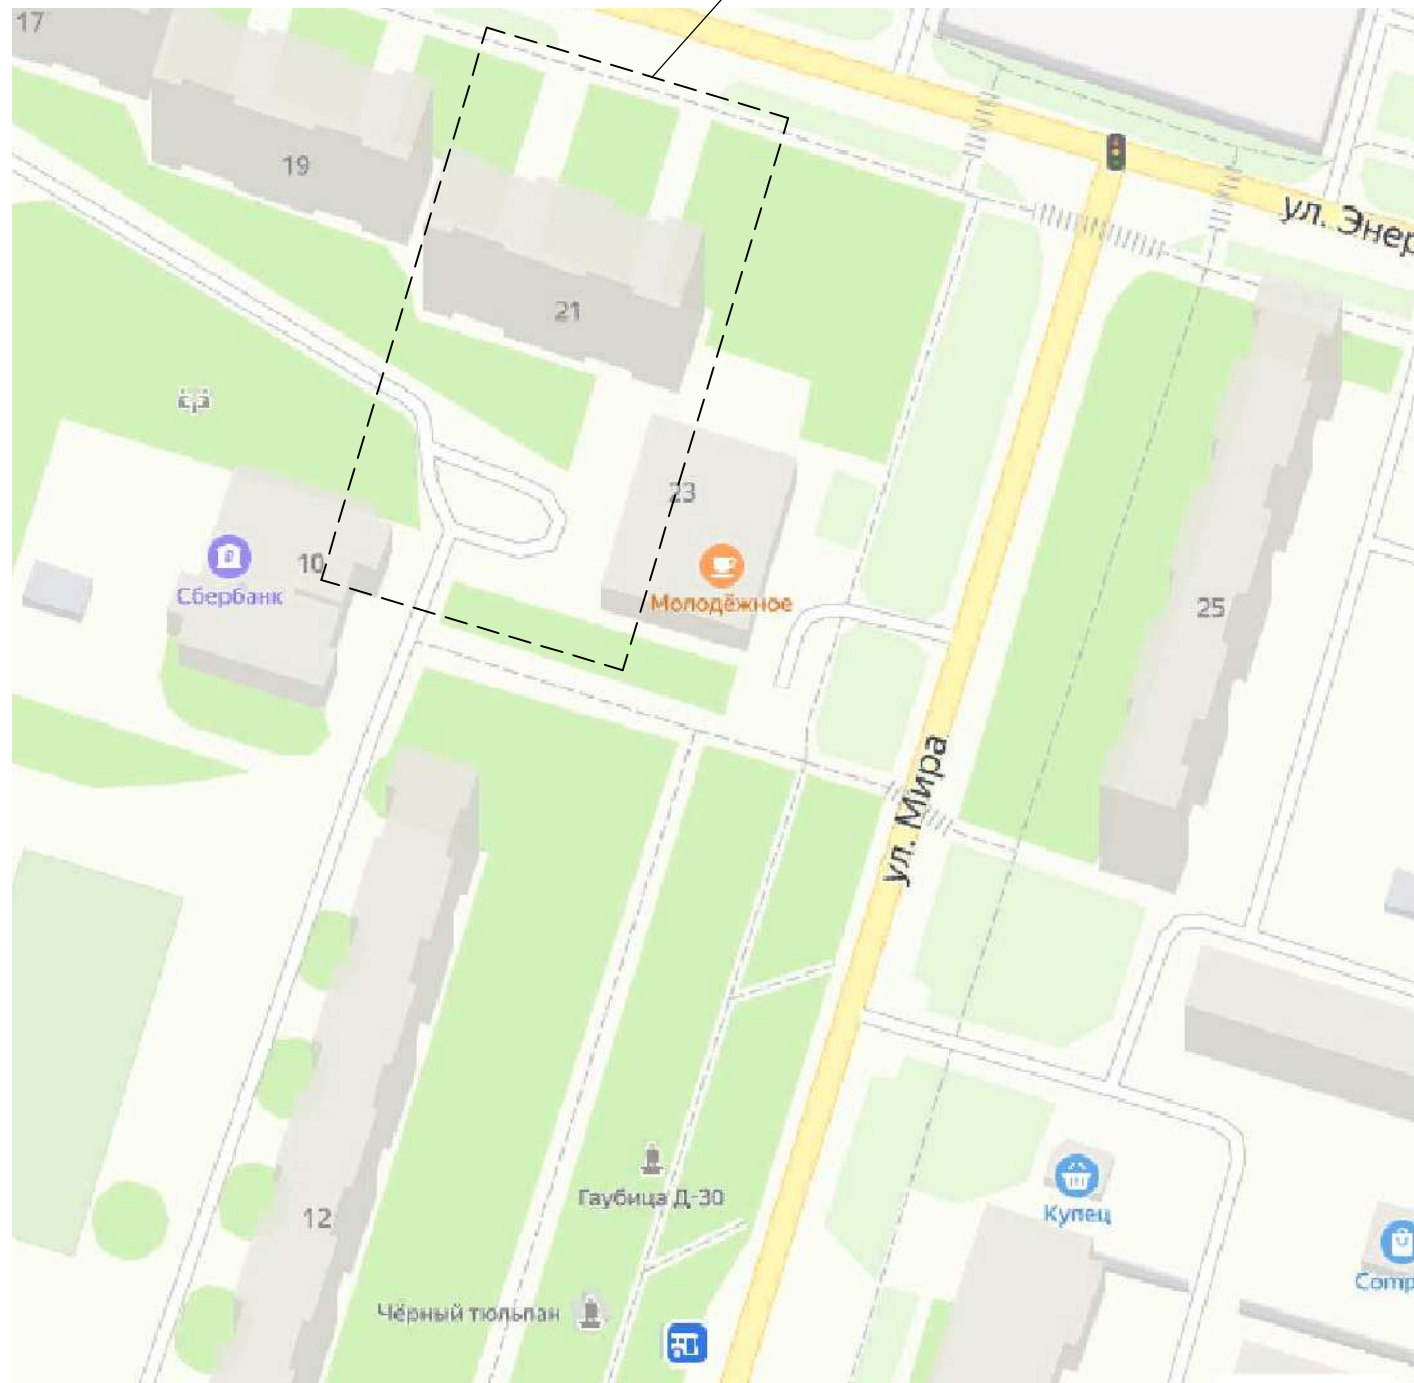 17
19
ул. Энер
21
23
10
Сбербанк
Молодёжное
25
ул. Мира
Гаубица Д-30
12
Купец
Comp
Чёрный тюльпан